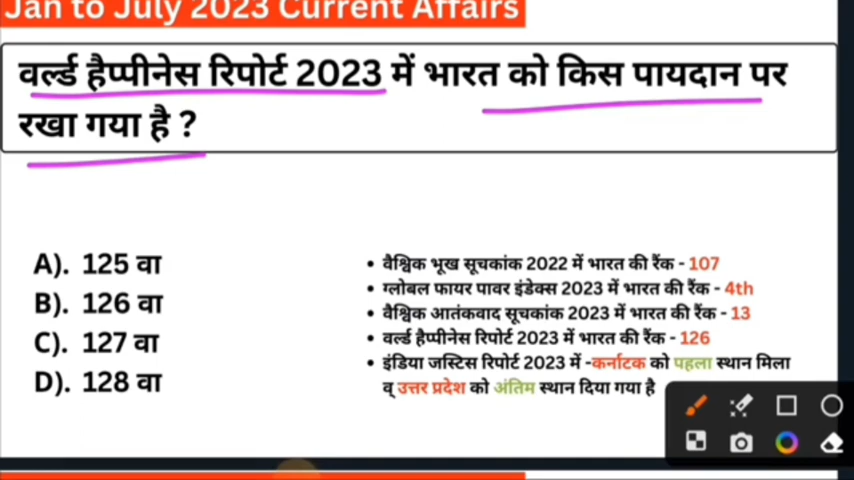 Jan to July 2023 Current Affairs
वर्ल्ड हैप्पीनेस रिपोर्ट 2023 में भारत को किस पायदान पर
रखा गया है ?
A). 125 वा
B). 126 वा
C). 127 वा
D). 128 वा
• वैश्विक भूख सूचकांक 2022 में भारत की रैंक - 107
• ग्लोबल फायर पावर इंडेक्स 2023 में भारत की रैंक - 4th
• वैश्विक आतंकवाद सूचकांक 2023 में भारत की रैंक - 13
• वर्ल्ड हैप्पीनेस रिपोर्ट 2023 में भारत की रैंक - 126
• इंडिया जस्टिस रिपोर्ट 2023 में -कर्नाटक को पहला स्थान मिला
व् उत्तर प्रदेश को अंतिम स्थान दिया गया है